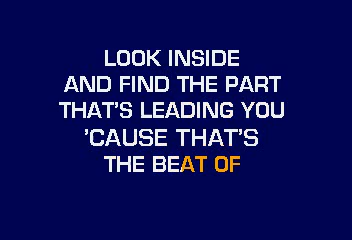 LOOK INSIDE
AND FIND THE PART
THAT'S LEADING YOU
'CAUSE THAT'S
THE BEAT OF